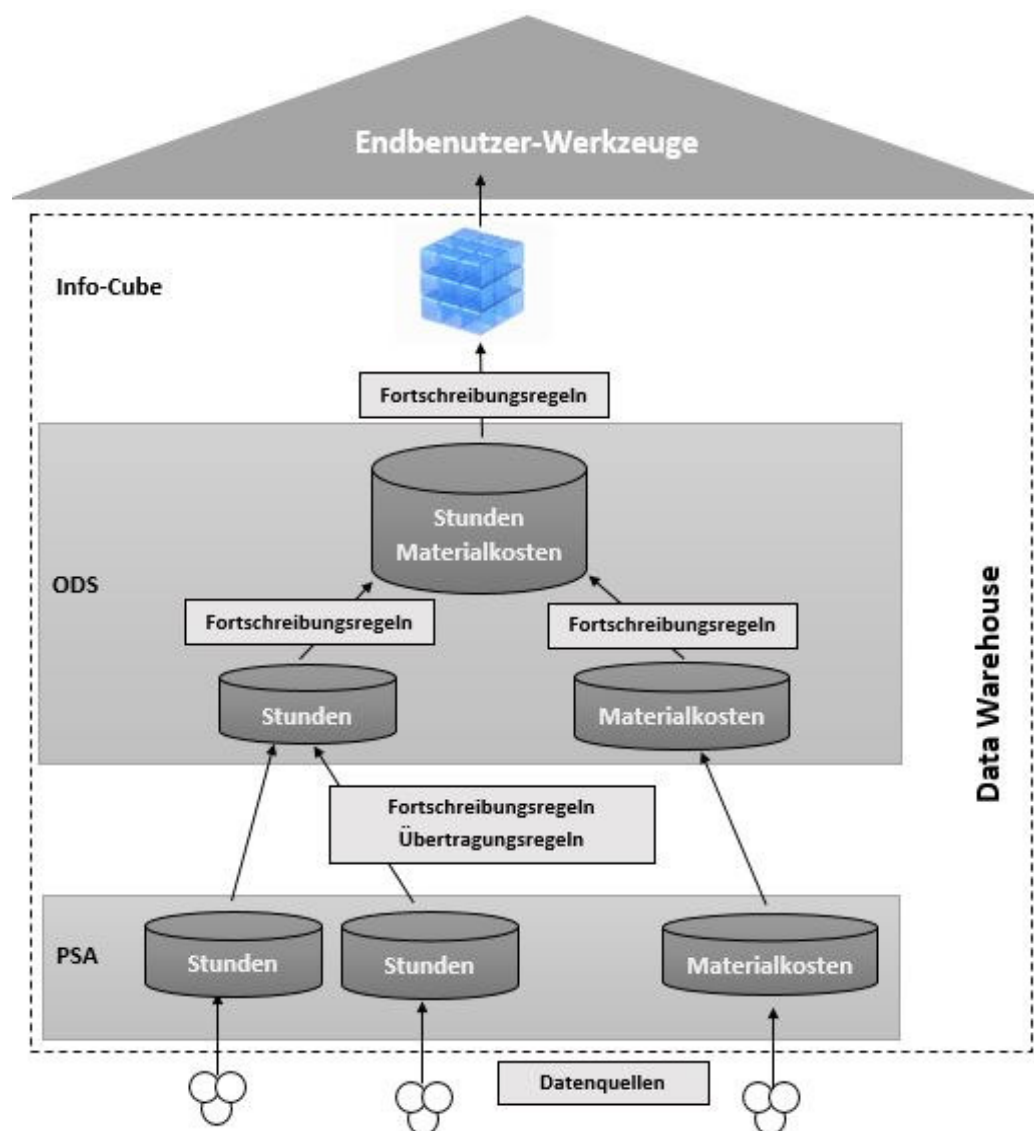 Endbenutzer-Werkzeuge
Info-Cube
Fortschreibungsregeln
Stunden
Materialkosten
ODS
Fortschreibungsregeln
Fortschreibungsregeln
Stunden
Materialkosten
Data Warehouse
Fortschreibungsregeln
Übertragungsregeln
PSA
Stunden
Stunden
Materialkosten
Datenquellen